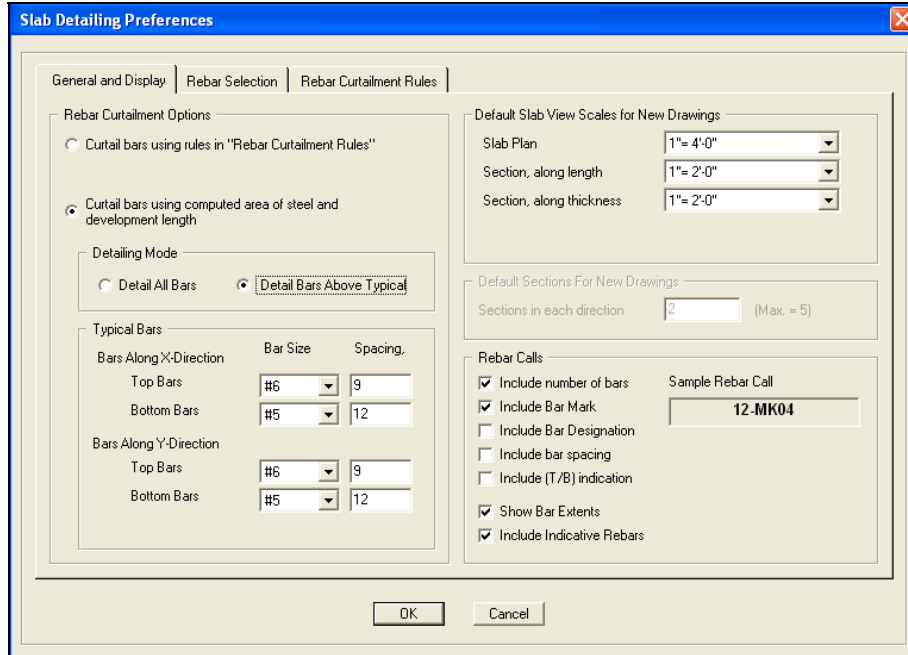 Slab Detailing Preferences
General and Display
Rebar Selection
Rebar Curtailment Rules
Rebar Curtailment Options
Curtail bars using rules in "Rebar Curtailment Rules"
Curtail bars using computed area of steel and
development length
Detailing Mode
Detail All Bars
Detail Bars Above Typical
Typical Bars
Bar Size Spacing,
Bars Along X-Direction
Top Bars #6 9
Bottom Bars #5 12
Bars Along Y-Direction
Top Bars #6 9
Bottom Bars #5 12
Default Slab View Scales for New Drawings
Slab Plan 1"= 4'-0"
Section, along length 1"= 2'-0"
Section, along thickness 1"= 2'-0"
Default Sections For New Drawings
Sections in each direction 2 (Max. = 5)
Rebar Calls
Include number of bars
Include Bar Mark
Include Bar Designation
Include bar spacing
Include (T/B) indication
Show Bar Extents
Include Indicative Rebars
Sample Rebar Call
12-MK04
OK
Cancel